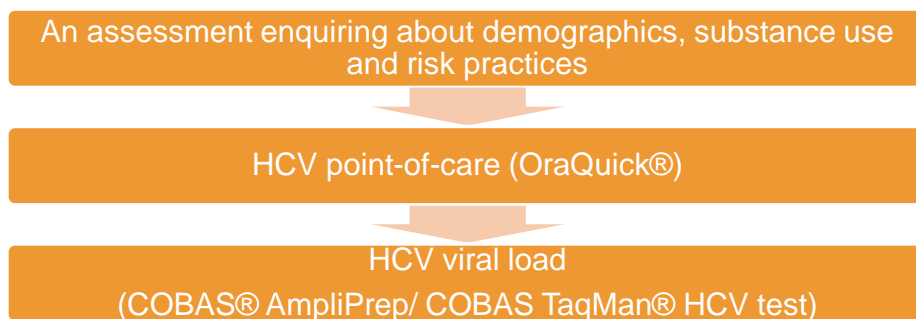 An assessment enquiring about demographics, substance use
and risk practices
HCV point-of-care (OraQuick®)
HCV viral load
(COBAS® AmpliPrep/ COBAS TaqMan® HCV test)